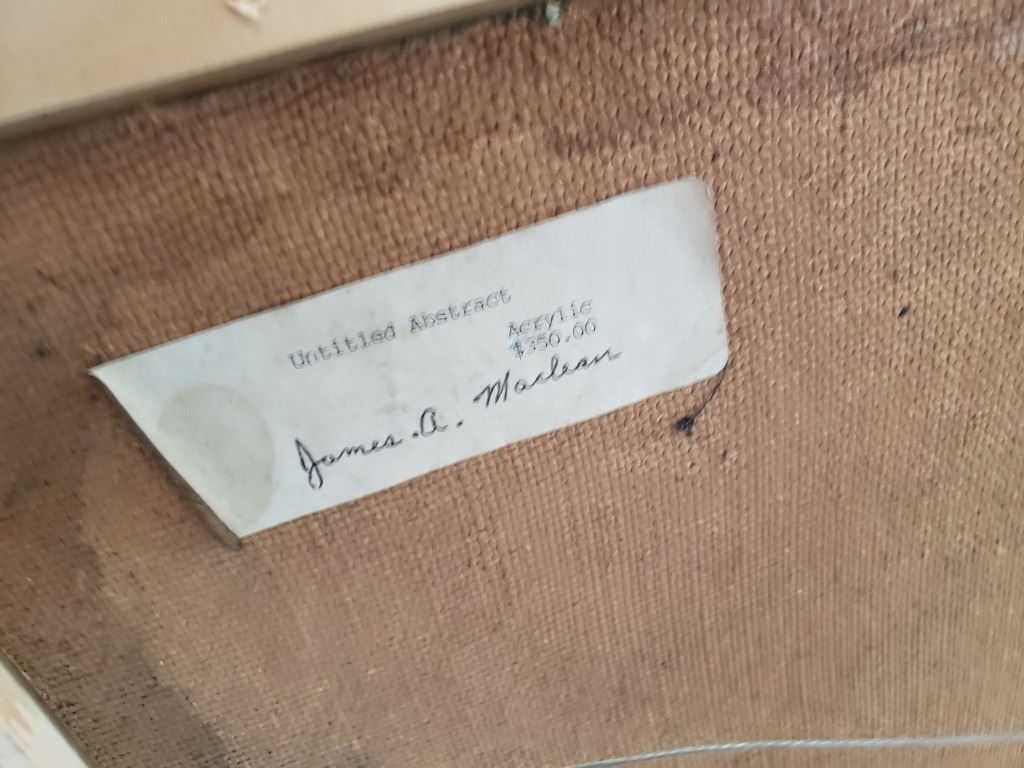 Untitled Abstract
Acrylic
$350.00
James. A. Maclean